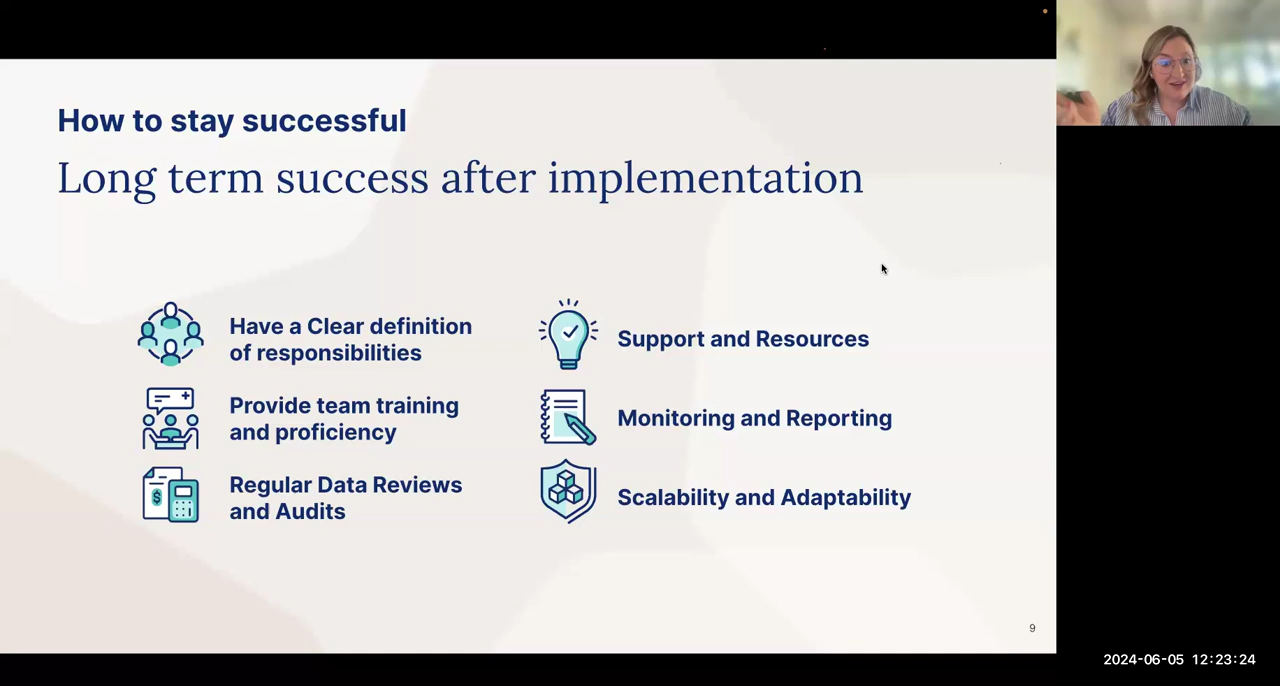 How to stay successful
Long term success after implementation
Have a Clear definition
of responsibilities
Provide team training
and proficiency
Regular Data Reviews
and Audits
Support and Resources
Monitoring and Reporting
Scalability and Adaptability
9
2024-06-05 12:23:24